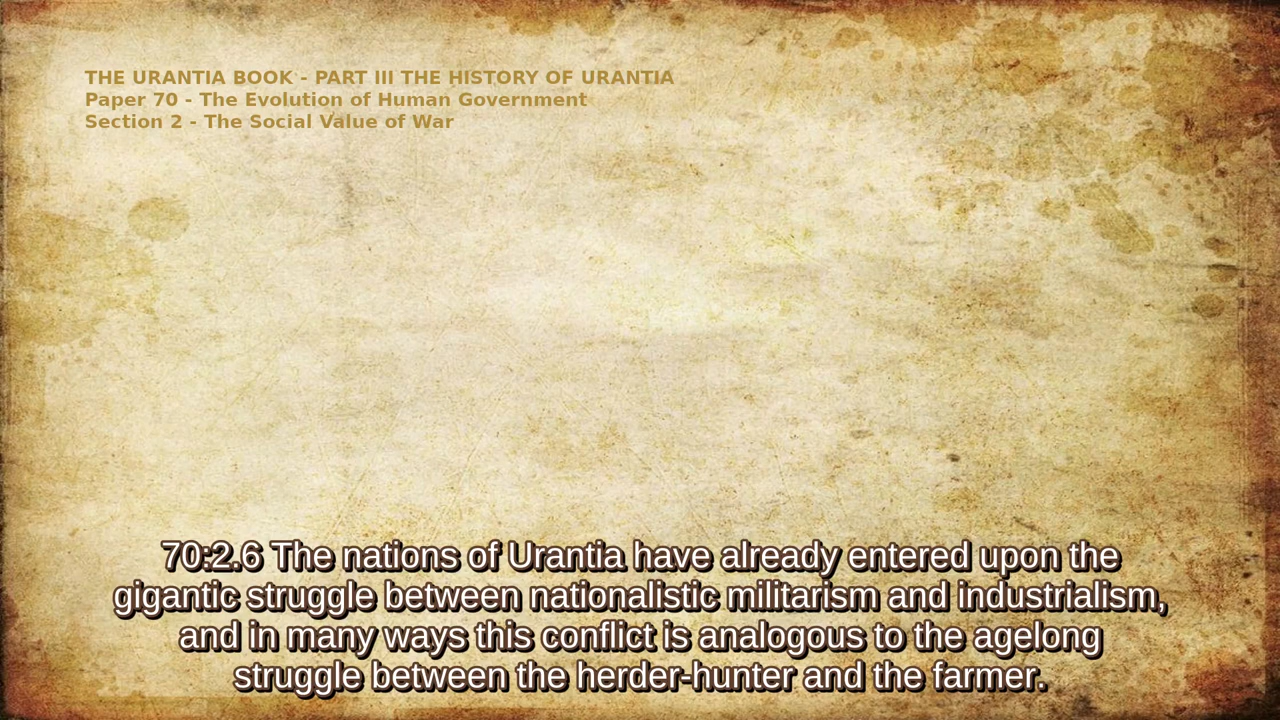 THE URANTIA BOOK - PART III THE HISTORY OF URANTIA
Paper 70 - The Evolution of Human Government
Section 2 - The Social Value of War
70:2.6 The nations of Urantia have already entered upon the
gigantic struggle between nationalistic militarism and industrialism,
and in many ways this conflict is analogous to the agelong
struggle between the herder-hunter and the farmer.